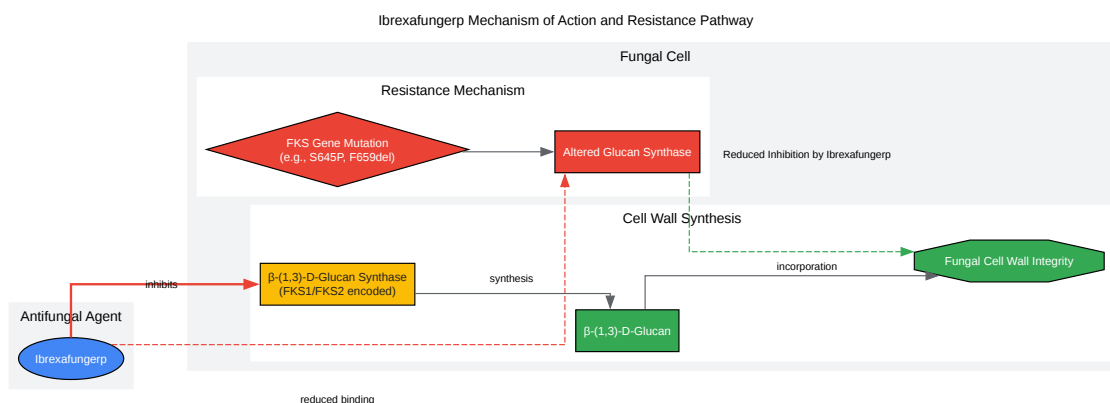 Ibrexafungerp Mechanism of Action and Resistance Pathway
Fungal Cell
Resistance Mechanism
FKS Gene Mutation
(e.g., S645P, F659del)
Altered Glucan Synthase
Reduced Inhibition by Ibrexafungerp
Cell Wall Synthesis
β-(1,3)-D-Glucan Synthase
(FKS1/FKS2 encoded)
synthesis
incorporation
Fungal Cell Wall Integrity
inhibits
Antifungal Agent
Ibrexafungerp
β-(1,3)-D-Glucan
reduced binding